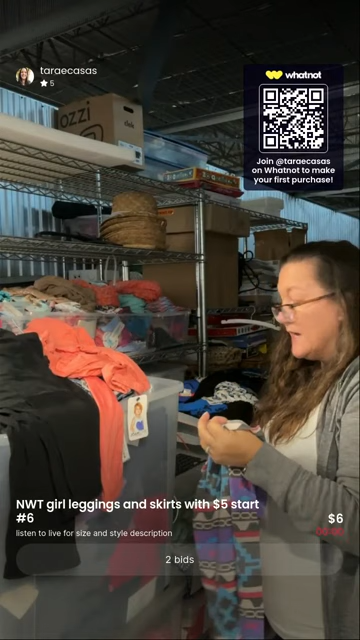 taraecasas
5
whatnot
Join @taraecasas
on Whatnot to make
your first purchase!
ozzi
NWT girl leggings and skirts with $5 start
#6
$6
listen to live for size and style description
2 bids